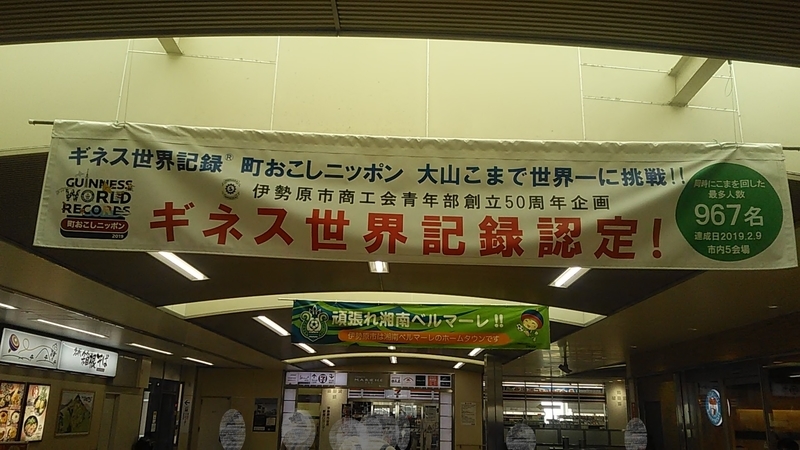 ギネス世界記録® 町おこしニッポン 大山こまで世界一に挑戦!!
GUINNESS
WORLD
RECORDS
町おこしニッポン
2019
伊勢原市商工会青年部創立50周年企画
ギネス世界記録認定!
同時にこまを回した
最多人数
967名
達成日2019.2.9
市内5会場
頑張れ湘南ベルマーレ!!
伊勢原市は湘南ベルマーレのホームタウンです
箱根そば